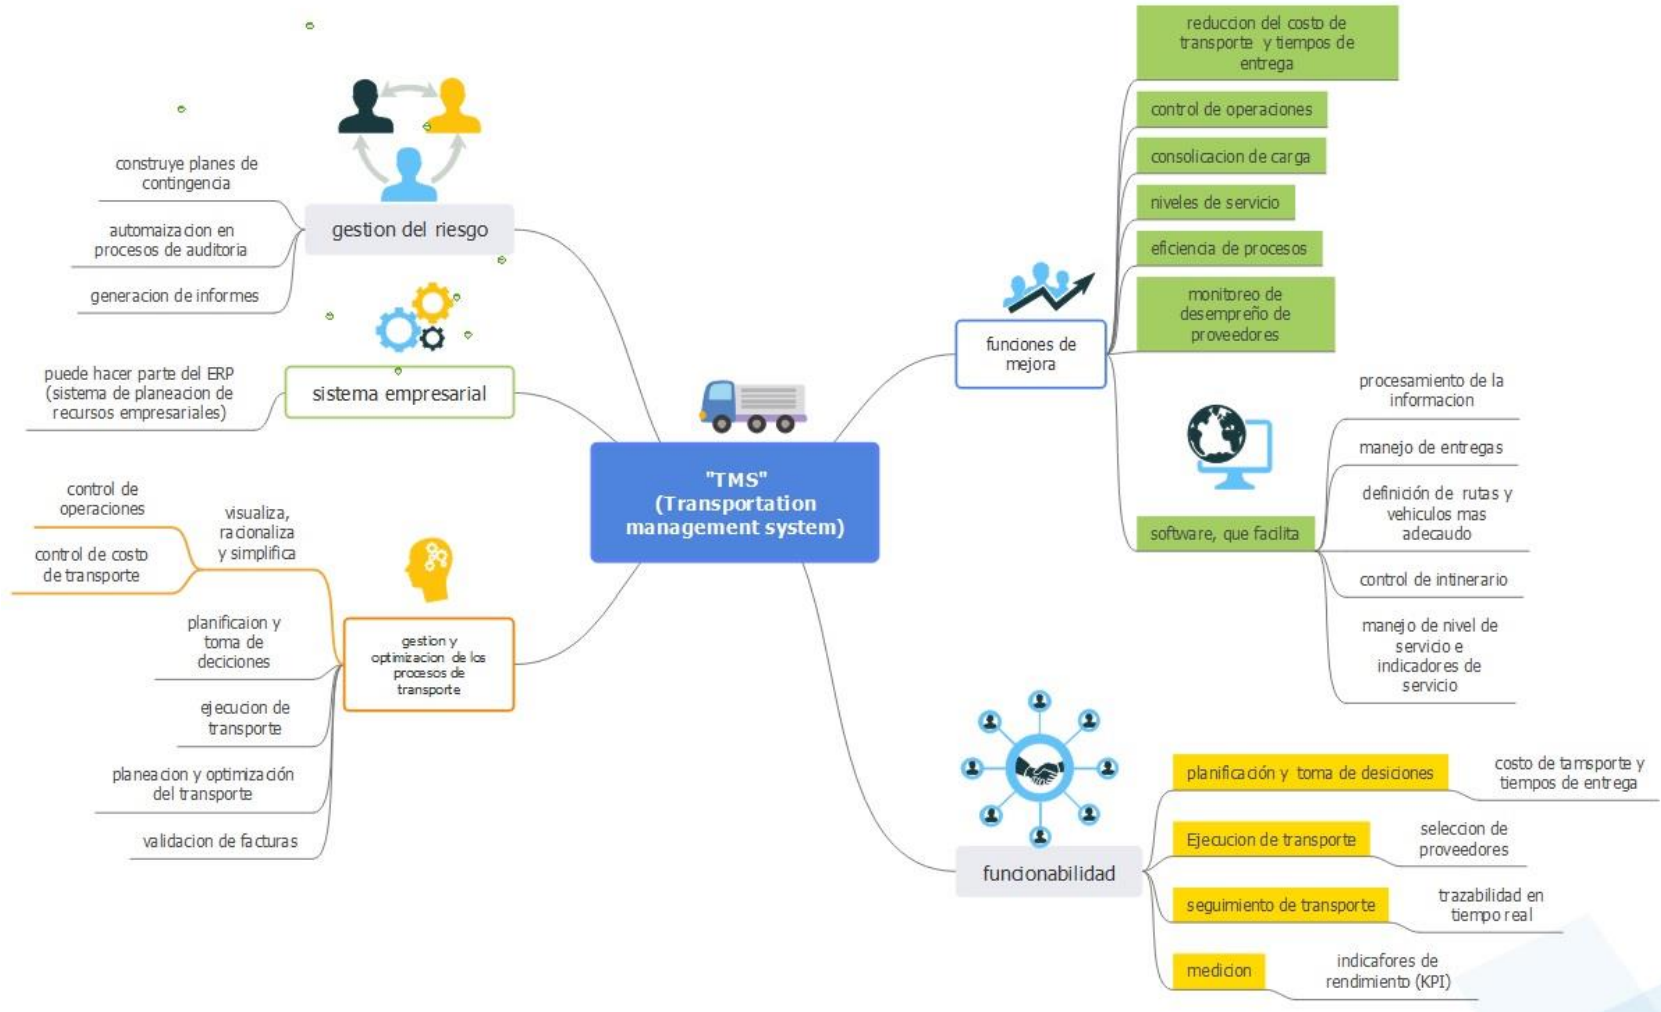 "TMS"
(Transportation
management system)
gestion del riesgo
construye planes de
contingencia
automaizacion en
procesos de auditoria
generacion de informes
sistema empresarial
puede hacer parte del ERP
(sistema de planeacion de
recursos empresariales)
gestion y
optimizacion de los
procesos de
transporte
visualiza,
racionaliza
y simplifica
control de
operaciones
control de costo
de transporte
planificaion y
toma de
deciciones
ejecucion de
transporte
planeacion y optimización
del transporte
validacion de facturas
funciones de
mejora
reduccion del costo de
transporte y tiempos de
entrega
control de operaciones
consolicacion de carga
niveles de servicio
eficiencia de procesos
monitoreo de
desempreño de
proveedores
software, que facilita
procesamiento de la
informacion
manejo de entregas
definición de rutas y
vehiculos mas
adecaudo
control de intinerario
manejo de nivel de
servicio e
indicadores de
servicio
funcionabilidad
planificación y toma de desiciones
costo de tamsporte y
tiempos de entrega
Ejecucion de transporte
seleccion de
proveedores
seguimiento de transporte
trazabilidad en
tiempo real
medicion
indicafores de
rendimiento (KPI)